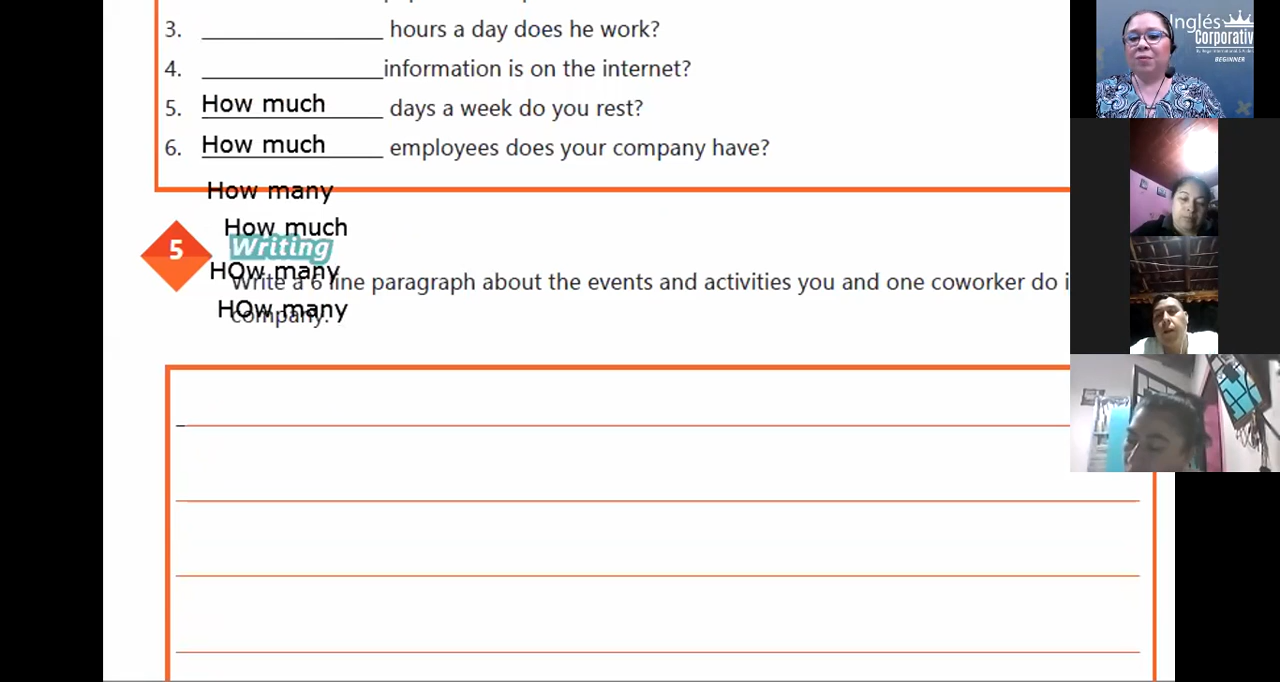 3. ________________ hours a day does he work?
4. ________________information is on the internet?
5. How much days a week do you rest?
6. How much employees does your company have?
How many
How much
5 Writing
HOw many
Write a 6 line paragraph about the events and activities you and one coworker do i
HOw many
company.
Inglés
Corporativ
BEGINNER